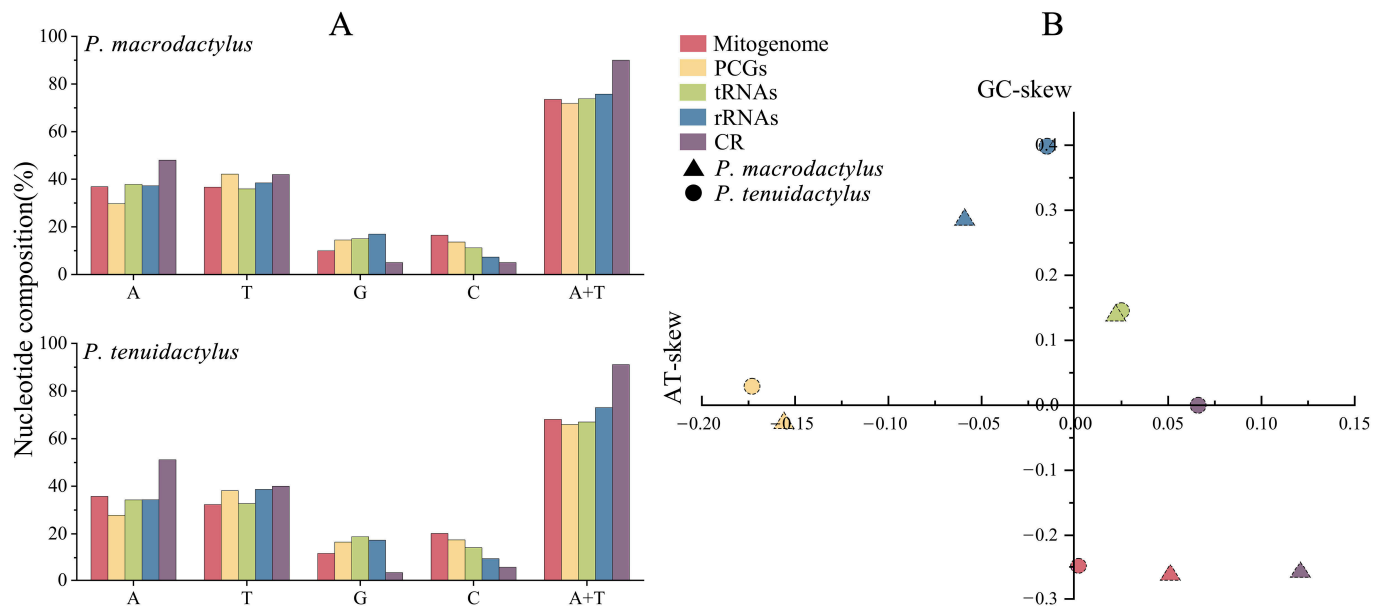 A
Nucleotide composition(%)
P. macrodactylus
100
80
60
40
20
0
A T G C A+T
P. tenuidactylus
100
80
60
40
20
0
A T G C A+T
Mitogenome
PCGs
tRNAs
rRNAs
CR
P. macrodactylus
P. tenuidactylus
B
GC-skew
AT-skew
0.4
0.3
0.2
0.1
0.0
−0.1
−0.2
−0.3
−0.20 −0.15 −0.10 −0.05 0.00 0.05 0.10 0.15